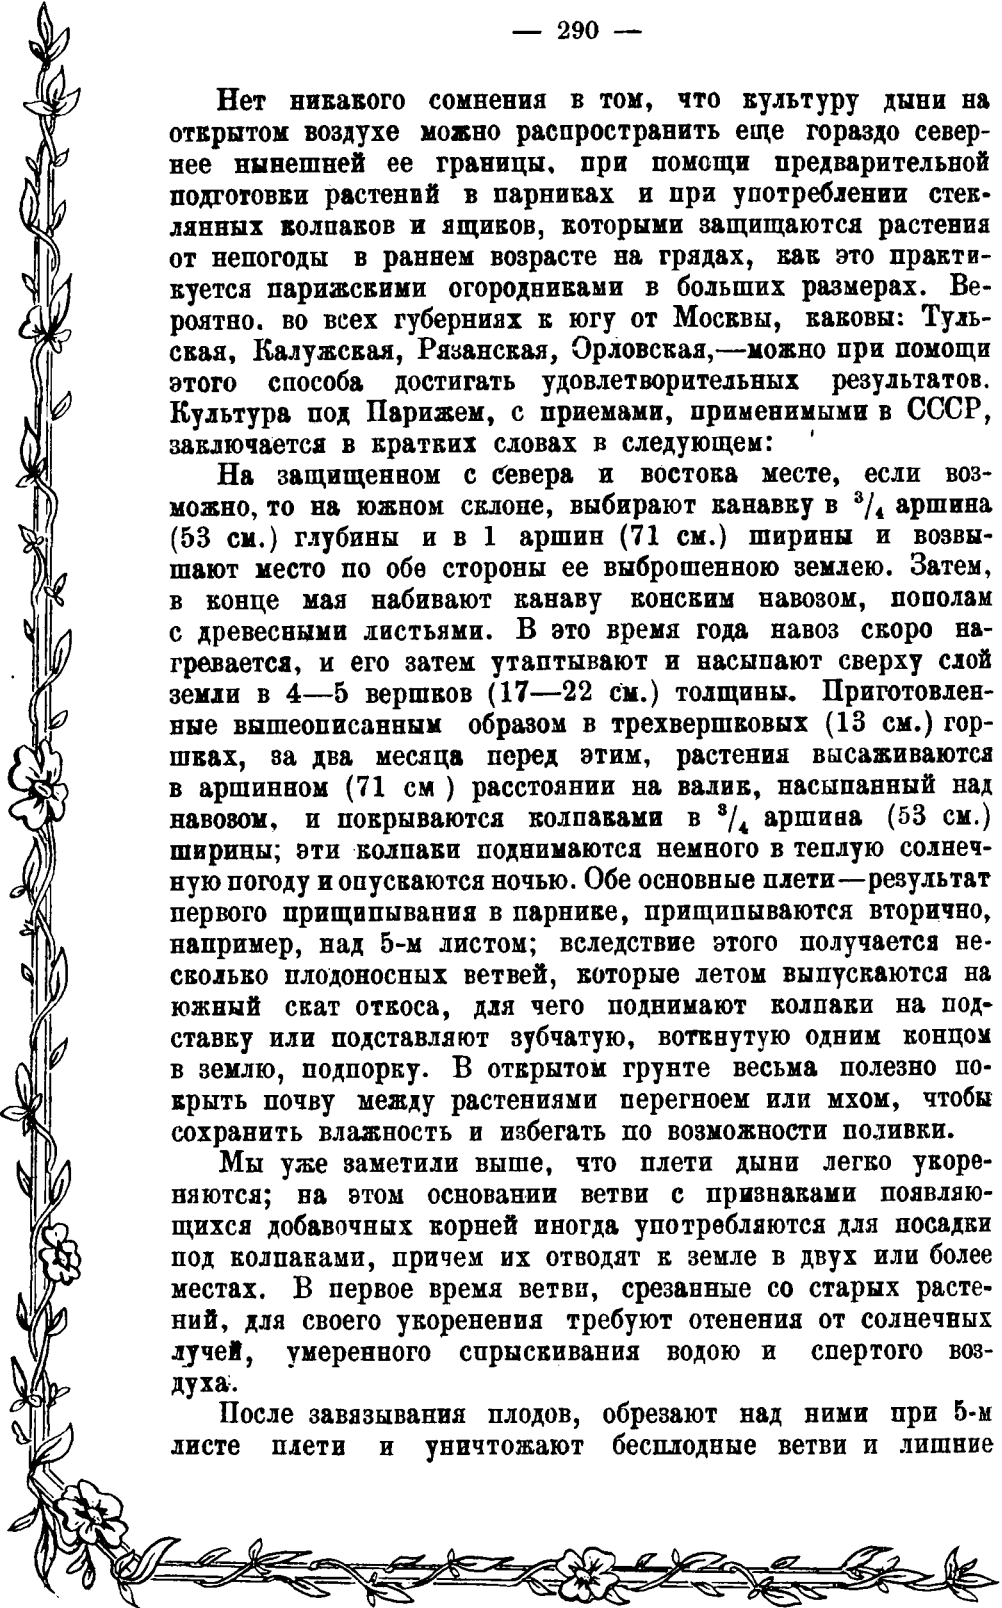 — 290 —
Нет никакого сомнения в том, что культуру дыни на
открытом воздухе можно распространить еще гораздо север-
нее нынешней ее границы, при помощи предварительной
подготовки растений в парниках и при употреблении стек-
лянных колпаков и ящиков, которыми защищаются растения
от непогоды в раннем возрасте на грядах, как это практи-
куется парижскими огородниками в больших размерах. Ве-
роятно. во всех губерниях к югу от Москвы, каковы: Туль-
ская, Калужская, Рязанская, Орловская,—можно при помощи
этого способа достигать удовлетворительных результатов.
Культура под Парижем, с приемами, применимыми в СССР,
заключается в кратких словах в следующем:
На защищенном с севера и востока месте, если воз-
можно, то на южном склоне, выбирают канавку в 3/4 аршина
(53 см.) глубины и в 1 аршин (71 см.) ширины и возвы-
шают место по обе стороны ее выброшенною землею. Затем,
в конце мая набивают канаву конским навозом, пополам
с древесными листьями. В это время года навоз скоро на-
гревается, и его затем утаптывают и насыпают сверху слой
земли в 4—5 вершков (17—22 см.) толщины. Приготовлен-
ные вышеописанным образом в трехвершковых (13 см.) гор-
шках, за два месяца перед этим, растения высаживаются
в аршинном (71 см ) расстоянии на валик, насыпанный над
навозом, и покрываются колпаками в 3/4 аршина (53 см.)
ширины; эти колпаки поднимаются немного в теплую солнеч-
ную погоду и опускаются ночью. Обе основные плети—результат
первого прищипывания в парнике, прищипываются вторично,
например, над 5-м листом; вследствие этого получается не-
сколько плодоносных ветвей, которые летом выпускаются на
южный скат откоса, для чего поднимают колпаки на под-
ставку или подставляют зубчатую, воткнутую одним концом
в землю, подпорку. В открытом грунте весьма полезно по-
крыть почву между растениями перегноем или мхом, чтобы
сохранить влажность и избегать по возможности поливки.
Мы уже заметили выше, что плети дыни легко укоре-
няются; на этом основании ветви с признаками появляю-
щихся добавочных корней иногда употребляются для посадки
под колпаками, причем их отводят к земле в двух или более
местах. В первое время ветви, срезанные со старых расте-
ний, для своего укоренения требуют отенения от солнечных
лучей, умеренного спрыскивания водою и спертого воз-
духа.
После завязывания плодов, обрезают над ними при 5-м
листе плети и уничтожают бесплодные ветви и лишние